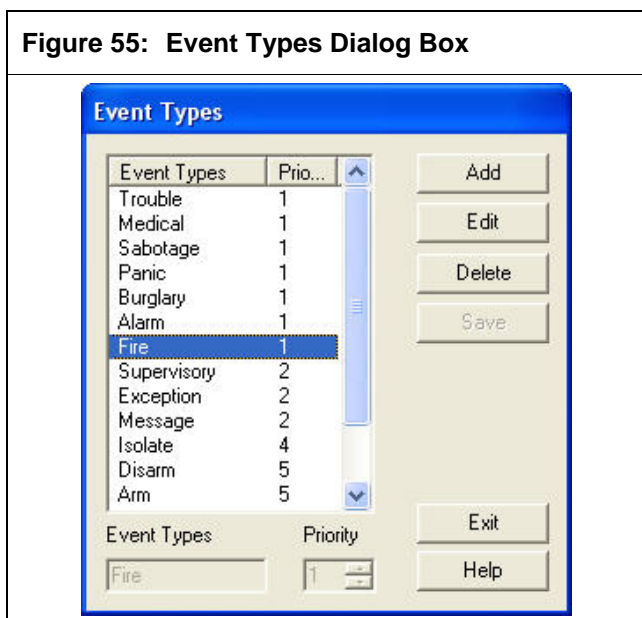 Figure 55: Event Types Dialog Box
Event Types
Event Types Prio...
Trouble 1
Medical 1
Sabotage 1
Panic 1
Burglary 1
Alarm 1
Fire 1
Supervisory 2
Exception 2
Message 2
Isolate 4
Disarm 5
Arm 5
Add
Edit
Delete
Save
Event Types Priority
Fire 1
Exit
Help